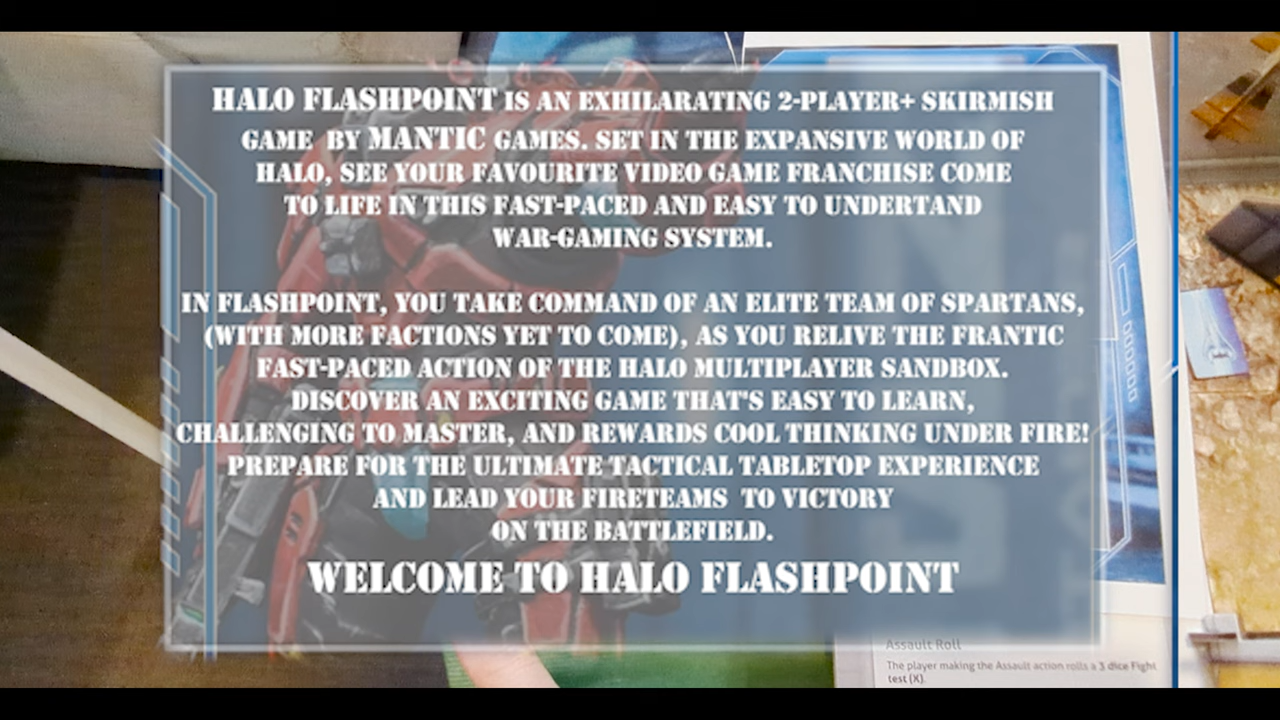 HALO FLASHPOINT IS AN EXHILARATING 2-PLAYER+ SKIRMISH
GAME BY MANTIC GAMES. SET IN THE EXPANSIVE WORLD OF
HALO, SEE YOUR FAVOURITE VIDEO GAME FRANCHISE COME
TO LIFE IN THIS FAST-PACED AND EASY TO UNDERTAND
WAR-GAMING SYSTEM.
IN FLASHPOINT, YOU TAKE COMMAND OF AN ELITE TEAM OF SPARTANS,
(WITH MORE FACTIONS YET TO COME), AS YOU RELIVE THE FRANTIC
FAST-PACED ACTION OF THE HALO MULTIPLAYER SANDBOX.
DISCOVER AN EXCITING GAME THAT'S EASY TO LEARN,
CHALLENGING TO MASTER, AND REWARDS COOL THINKING UNDER FIRE!
PREPARE FOR THE ULTIMATE TACTICAL TABLETOP EXPERIENCE
AND LEAD YOUR FIRETEAMS TO VICTORY
ON THE BATTLEFIELD.
WELCOME TO HALO FLASHPOINT
Assault Roll
The player making the Assault action rolls a 3 dice Fight
test (X).